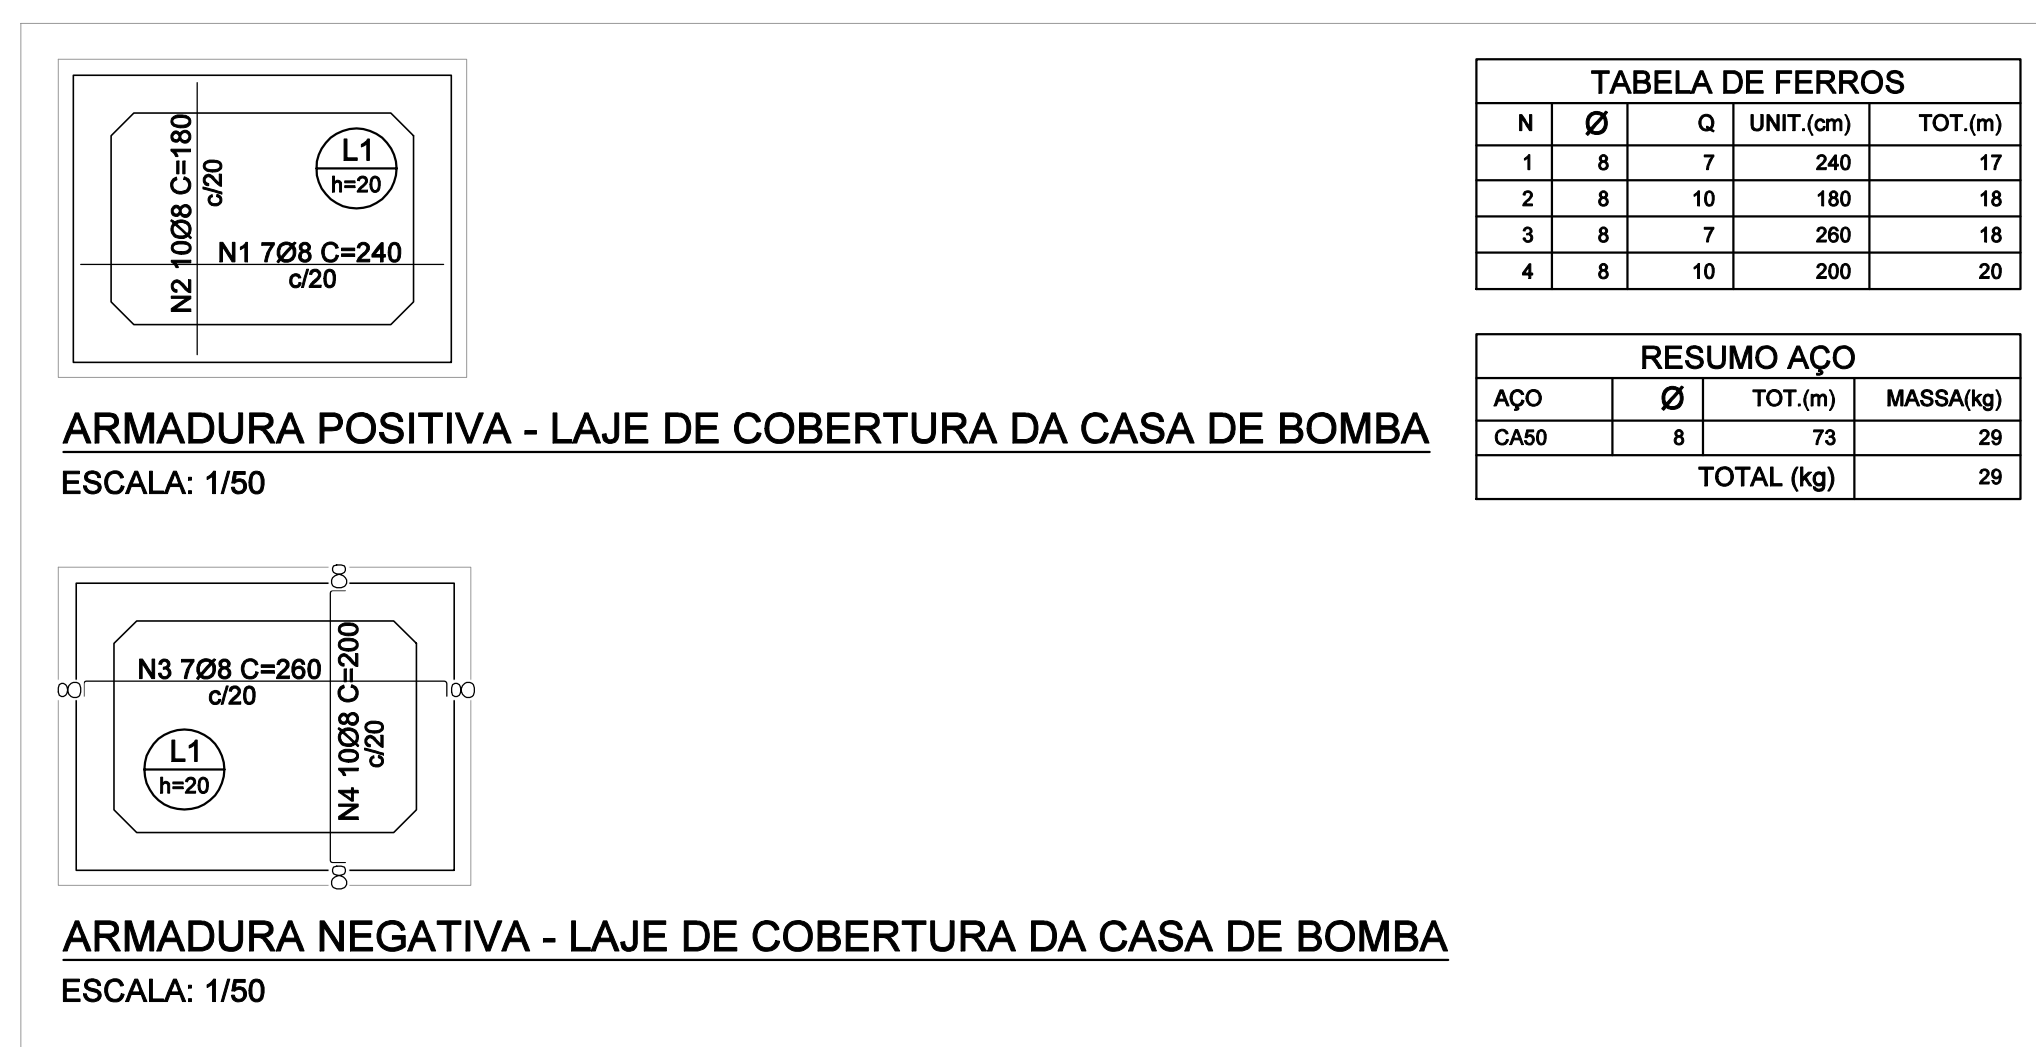 N2 10Ø8 C=180
c/20
L1
h=20
N1 7Ø8 C=240
c/20
ARMADURA POSITIVA - LAJE DE COBERTURA DA CASA DE BOMBA
ESCALA: 1/50
TABELA DE FERROS
N Ø Q UNIT.(cm) TOT.(m)
1 8 7 240 17
2 8 10 180 18
3 8 7 260 18
4 8 10 200 20
RESUMO AÇO
AÇO Ø TOT.(m) MASSA(kg)
CA50 8 73 29
TOTAL (kg) 29
8
N3 7Ø8 C=260
c/20
8
8
N4 10Ø8 C=200
c/20
L1
h=20
8
ARMADURA NEGATIVA - LAJE DE COBERTURA DA CASA DE BOMBA
ESCALA: 1/50